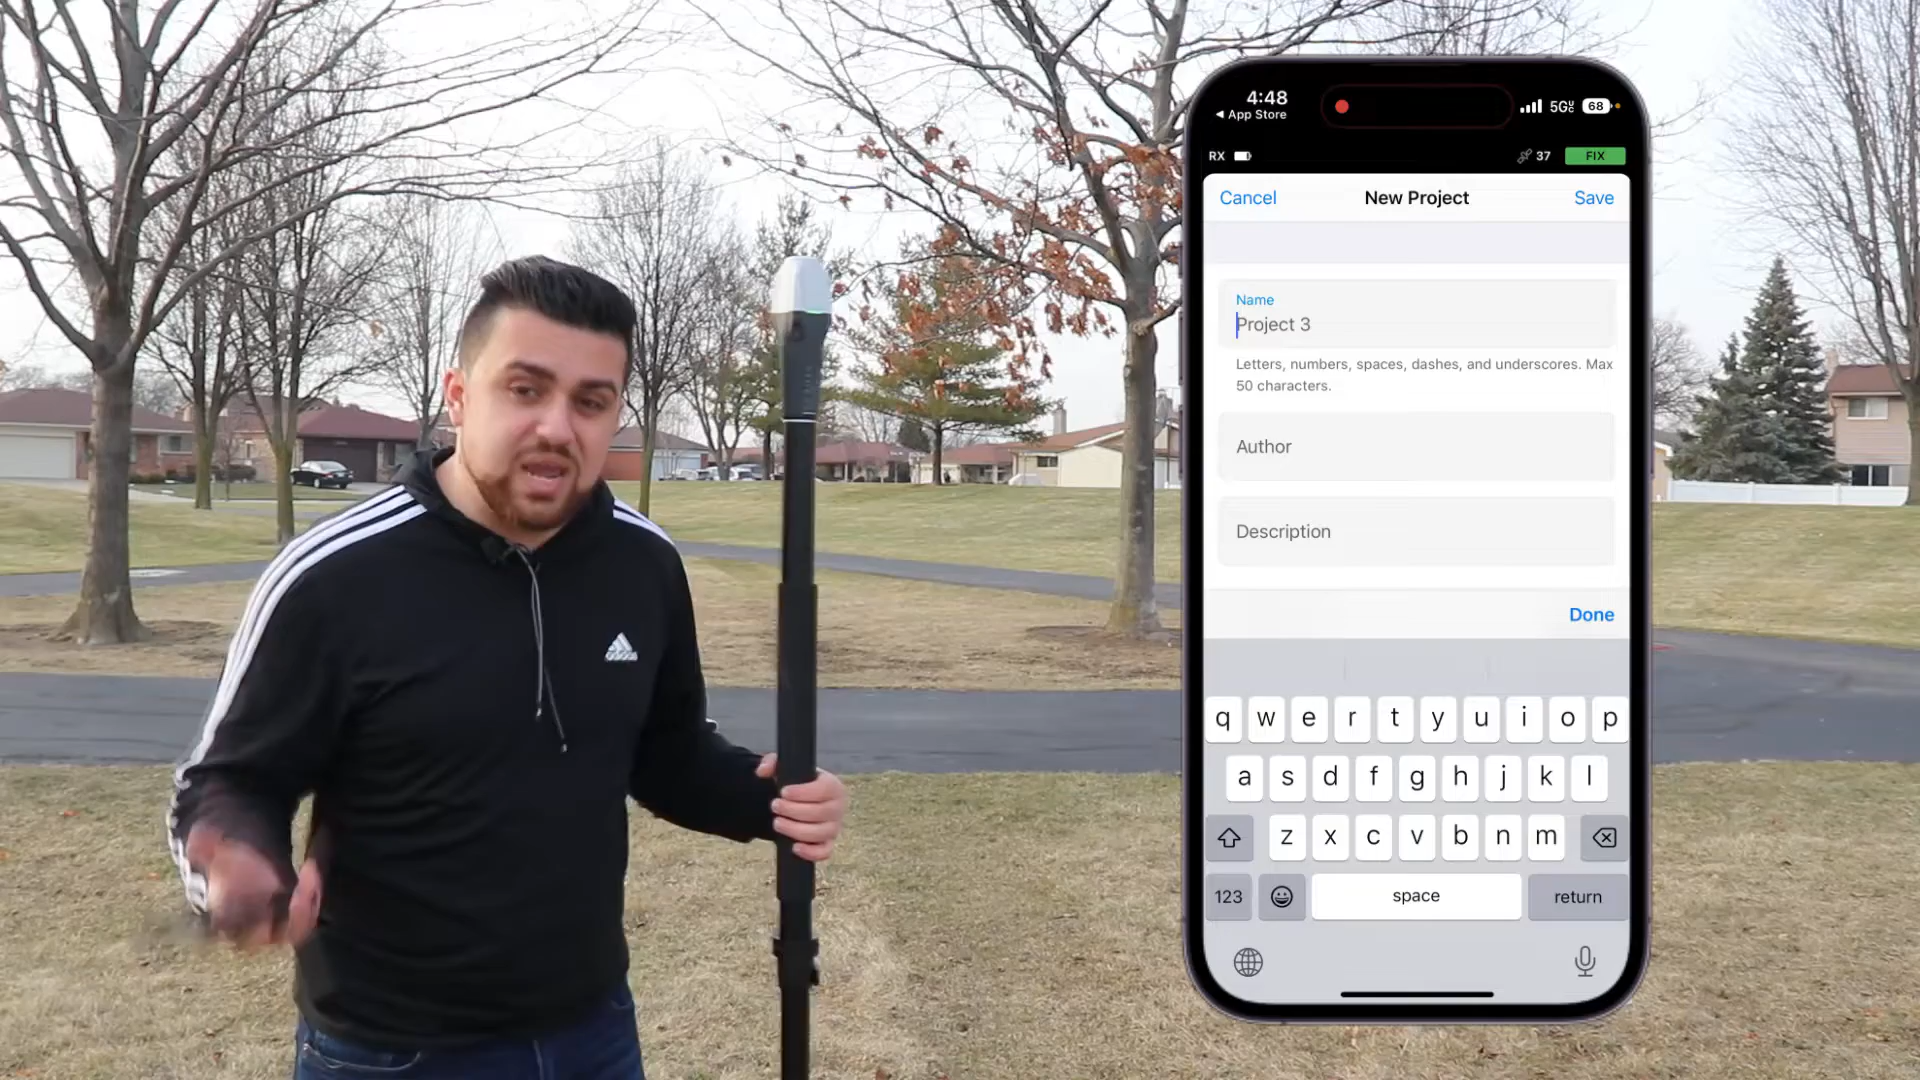 4:48
◀ App Store
5G
68
RX
37
FIX
Cancel
New Project
Save
Name
Project 3
Letters, numbers, spaces, dashes, and underscores. Max
50 characters.
Author
Description
Done
q w e r t y u i o p
a s d f g h j k l
z x c v b n m
123
space
return
adidas